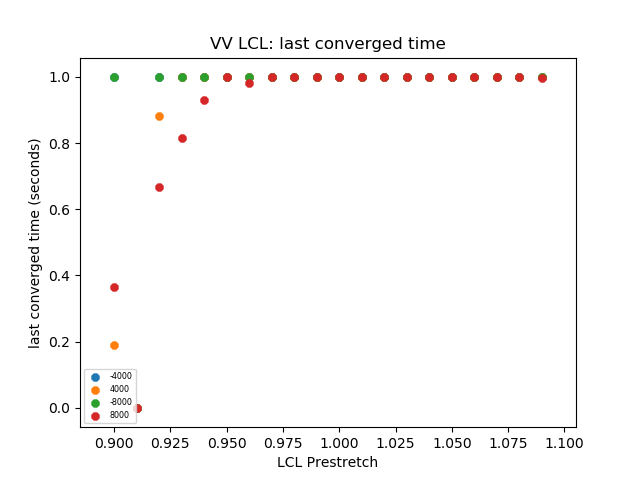 VV LCL: last converged time
last converged time (seconds)
1.0
0.8
0.6
0.4
0.2
0.0
-4000
4000
-8000
8000
0.900 0.925 0.950 0.975 1.000 1.025 1.050 1.075 1.100
LCL Prestretch